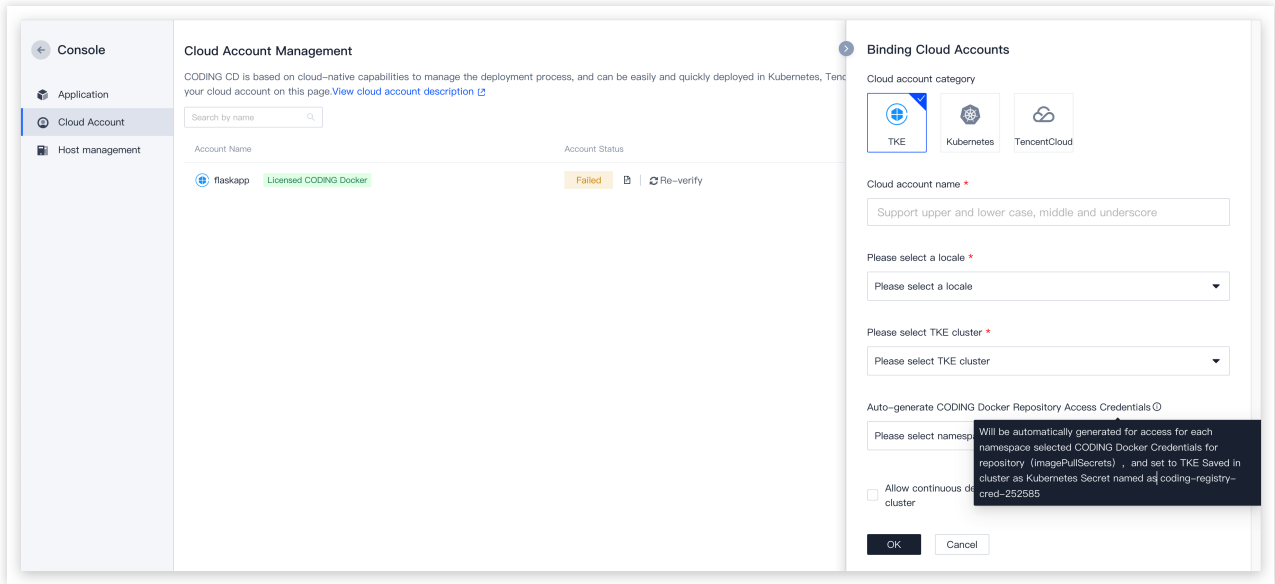 Console
Application
Cloud Account
Host management
Cloud Account Management
CODING CD is based on cloud-native capabilities to manage the deployment process, and can be easily and quickly deployed in Kubernetes,
your cloud account on this page.View cloud account description
Search by name
Account Name
Account Status
flaskapp
Licensed CODING Docker
Failed
Re-verify
Binding Cloud Accounts
Cloud account category
TKE
Kubernetes
TencentCloud
Cloud account name *
Support upper and lower case, middle and underscore
Please select a locale *
Please select a locale
Please select TKE cluster *
Please select TKE cluster
Auto-generate CODING Docker Repository Access Credentials
Please select
Will be automatically generated for access for each
namespace selected CODING Docker Credentials for
repository（imagePullSecrets）, and set to TKE Saved in
cluster as Kubernetes Secret named as coding-registry-
cred-252585
Allow continuous
cluster
OK
Cancel